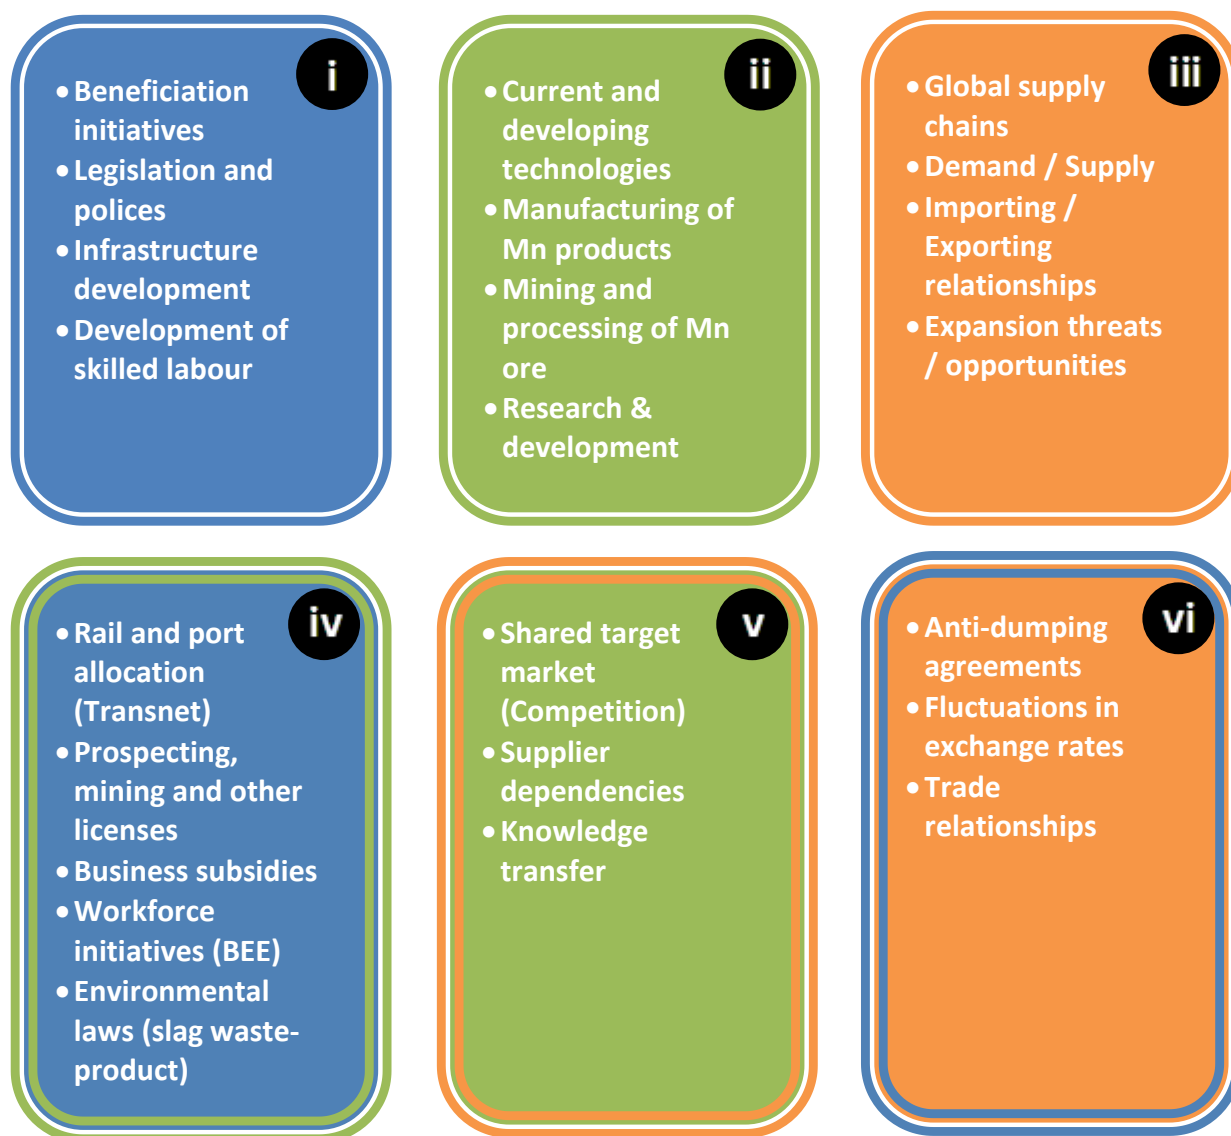 i
• Beneficiation
initiatives
• Legislation and
polices
• Infrastructure
development
• Development of
skilled labour
ii
• Current and
developing
technologies
• Manufacturing of
Mn products
• Mining and
processing of Mn
ore
• Research &
development
iii
• Global supply
chains
• Demand / Supply
• Importing /
Exporting
relationships
• Expansion threats
/ opportunities
iv
• Rail and port
allocation
(Transnet)
• Prospecting,
mining and other
licenses
• Business subsidies
• Workforce
initiatives (BEE)
• Environmental
laws (slag waste-
product)
v
• Shared target
market
(Competition)
• Supplier
dependencies
• Knowledge
transfer
vi
• Anti-dumping
agreements
• Fluctuations in
exchange rates
• Trade
relationships